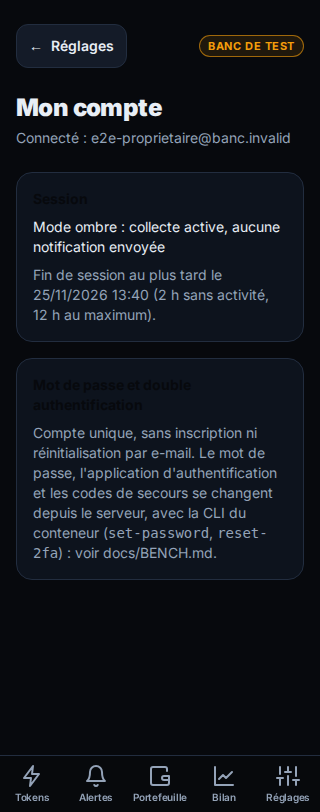 ← Réglages
BANC DE TEST
Mon compte
Connecté : e2e-proprietaire@banc.invalid
Session
Mode ombre : collecte active, aucune
notification envoyée
Fin de session au plus tard le
25/11/2026 13:40 (2 h sans activité,
12 h au maximum).
Mot de passe et double
authentification
Compte unique, sans inscription ni
réinitialisation par e-mail. Le mot de
passe, l'application d'authentification
et les codes de secours se changent
depuis le serveur, avec la CLI du
conteneur (set-password, reset-
2fa) : voir docs/BENCH.md.
Tokens
Alertes
Portefeuille
Bilan
Réglages